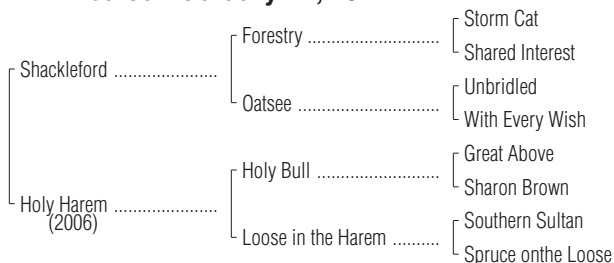 Storm Cat
Forestry ........................................
Shared Interest
Shackleford .....................
Unbridled
Oatsee ...........................................
With Every Wish
Great Above
Holy Bull ....................................
Sharon Brown
Holy Harem .....................
(2006)
Southern Sultan
Loose in the Harem ..........
Spruce onthe Loose